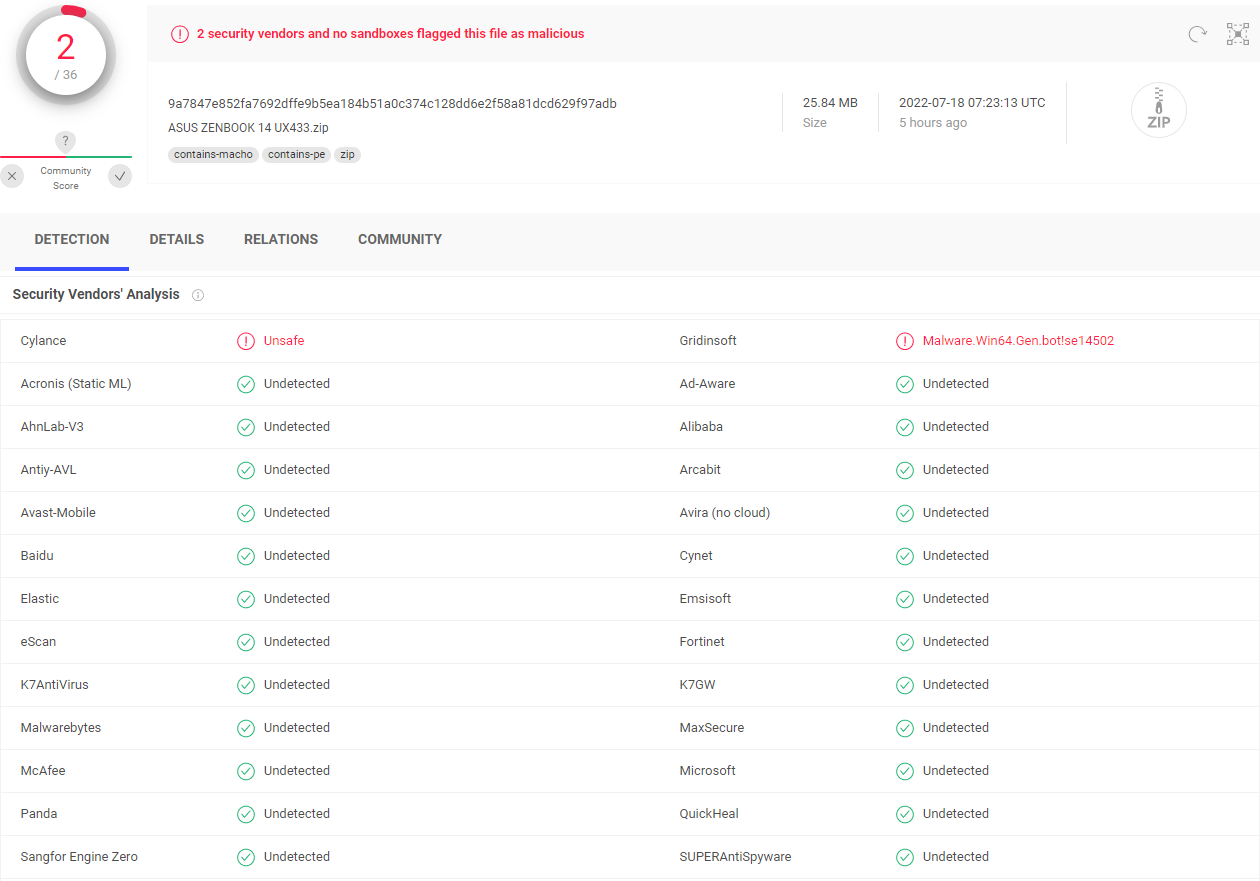 2
/ 36
?
Community
Score
2 security vendors and no sandboxes flagged this file as malicious
9a7847e852fa7692dffe9b5ea184b51a0c374c128dd6e2f58a81dcd629f97adb
ASUS ZENBOOK 14 UX433.zip
contains-macho contains-pe zip
25.84 MB
Size
2022-07-18 07:23:13 UTC
5 hours ago
ZIP
DETECTION DETAILS RELATIONS COMMUNITY
Security Vendors' Analysis
Cylance Unsafe Gridinsoft Malware.Win64.Gen.bot!se14502
Acronis (Static ML) Undetected Ad-Aware Undetected
AhnLab-V3 Undetected Alibaba Undetected
Antiy-AVL Undetected Arcabit Undetected
Avast-Mobile Undetected Avira (no cloud) Undetected
Baidu Undetected Cynet Undetected
Elastic Undetected Emsisoft Undetected
eScan Undetected Fortinet Undetected
K7AntiVirus Undetected K7GW Undetected
Malwarebytes Undetected MaxSecure Undetected
McAfee Undetected Microsoft Undetected
Panda Undetected QuickHeal Undetected
Sangfor Engine Zero Undetected SUPERAntiSpyware Undetected